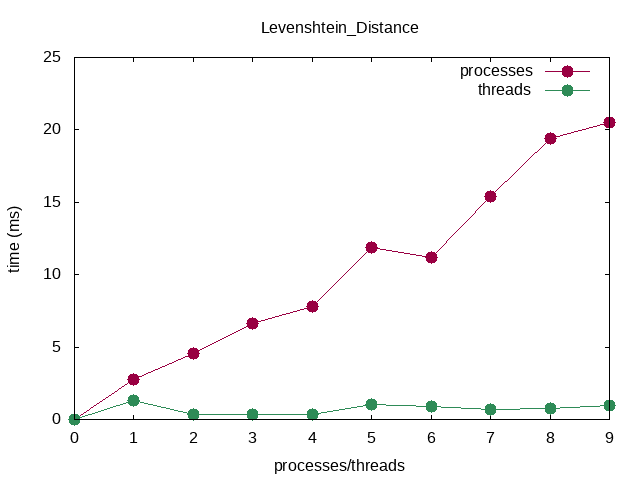 Levenshtein_Distance
25
processes
threads
20
15
10
5
0
time (ms)
0 1 2 3 4 5 6 7 8 9
processes/threads